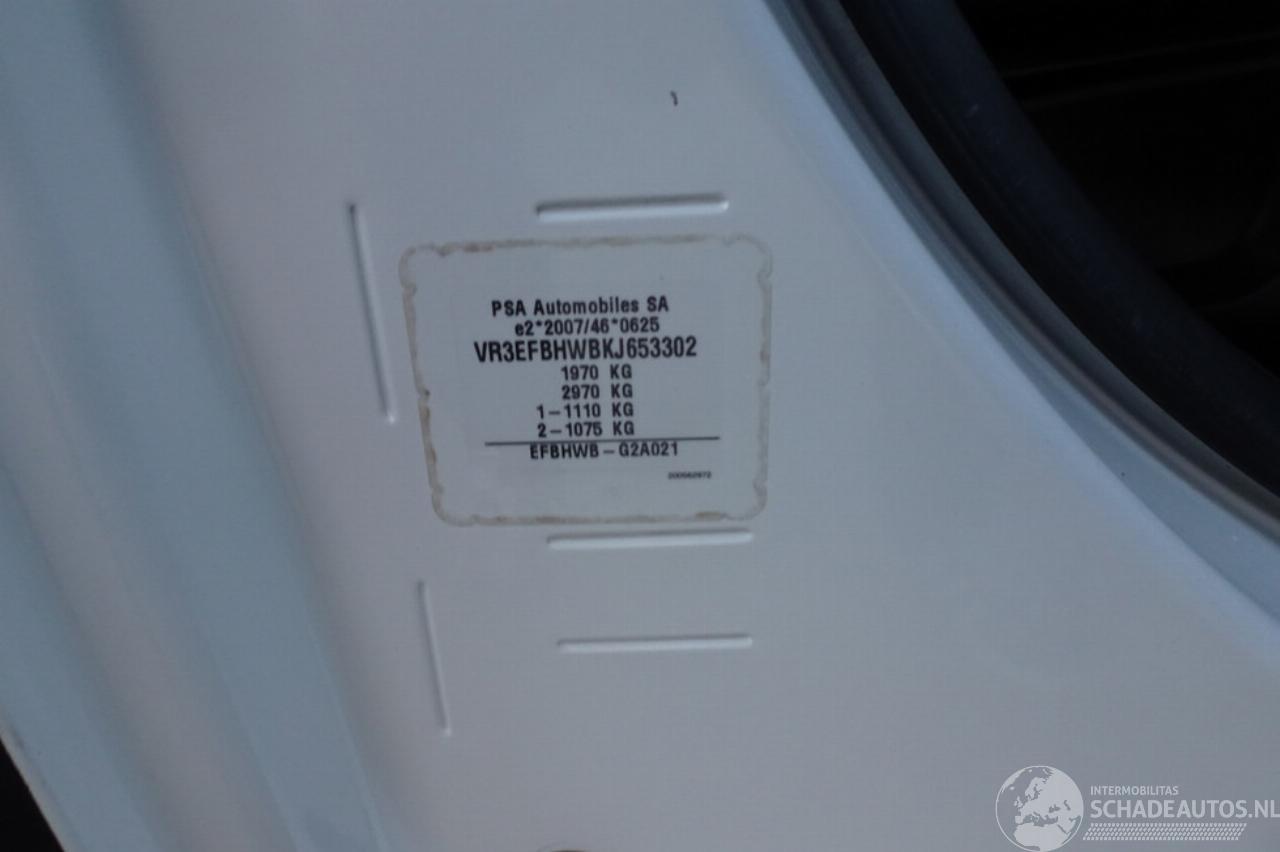 PSA Automobiles SA
e2*2007/46*0625
VR3EFBHWBKJ653302
1970 KG
2970 KG
1-1110 KG
2-1075 KG
EFBHWB-G2A021
INTERMOBILITAS
SCHADEAUTOS.NL